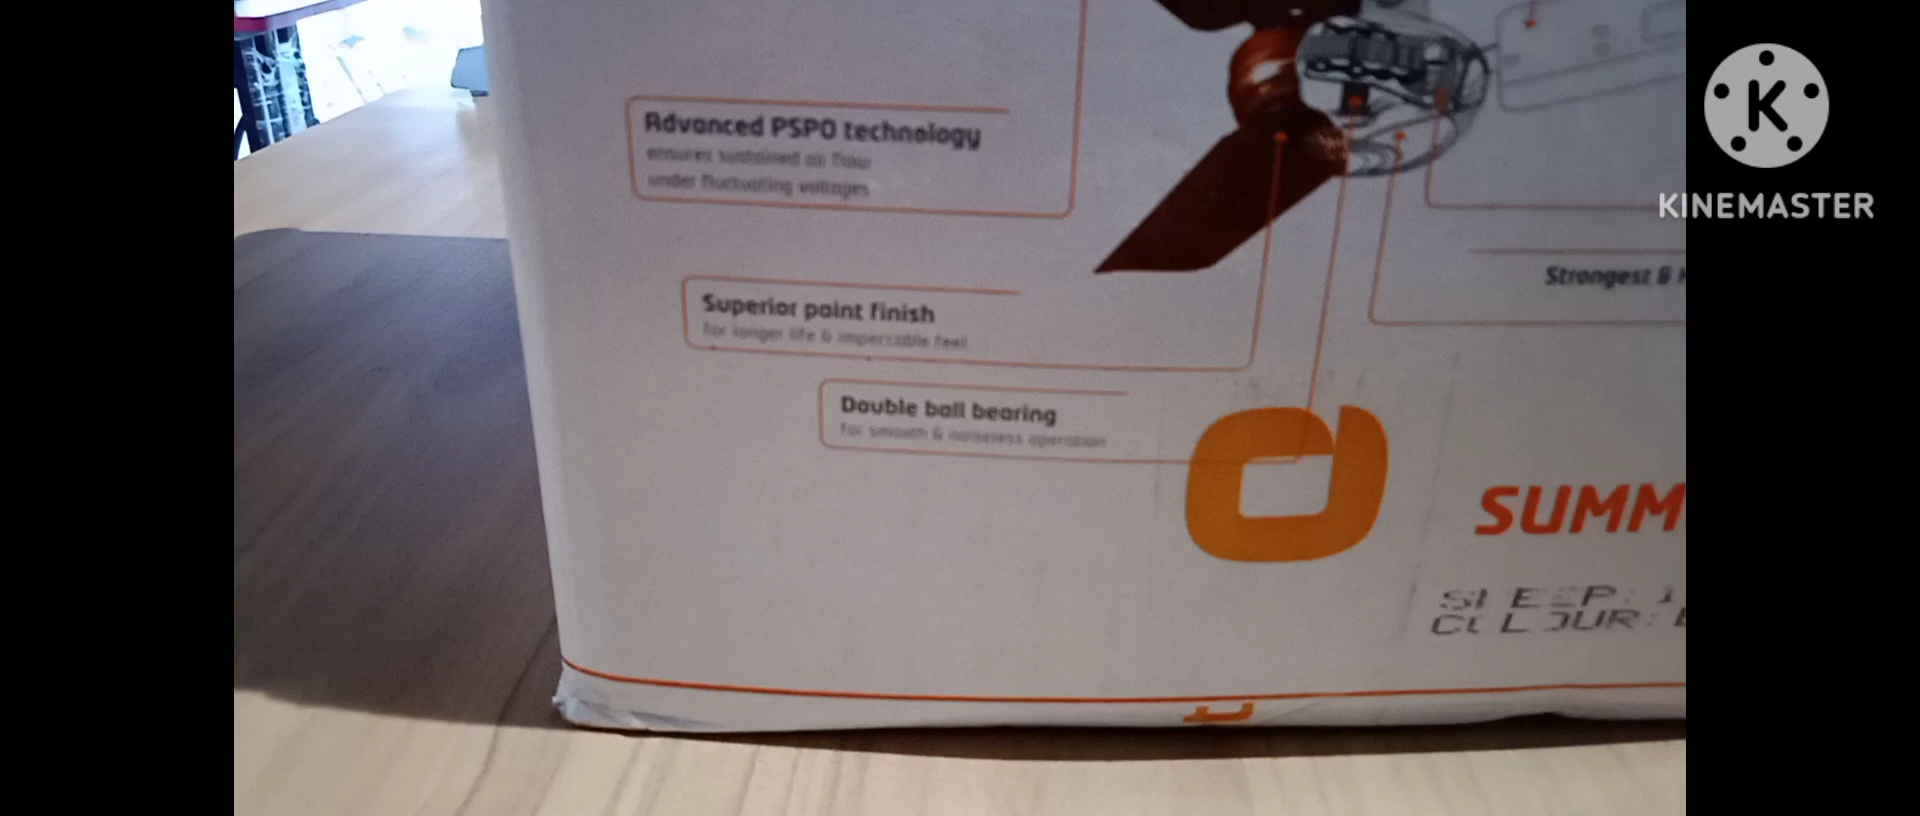 Advanced PSPO technology
ensures sustained air flow
under fluctuating voltages
KINEMASTER
Strongest &
Superior paint finish
for longer life & impeccable feel
Double ball bearing
for smooth & noiseless operation
SUMM
COLOUR: